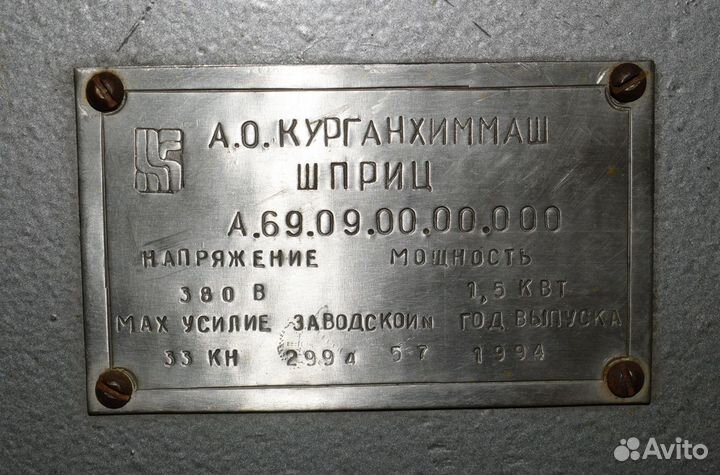 А.О.КУРГАНХИММАШ
ШПРИЦ
А.69.09.00.00.000
НАПРЯЖЕНИЕ МОЩНОСТЬ
380 В 1,5 КВТ
МАХ УСИЛИЕ ЗАВОДСКОЙN ГОД ВЫПУСКА
33 КН 2994 57 1994
Avito